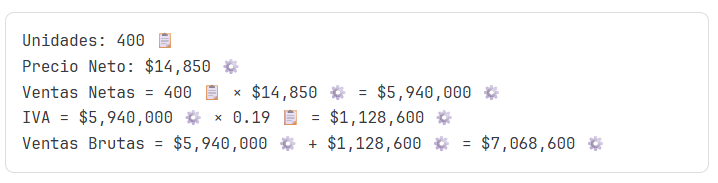 Unidades: 400 📋
Precio Neto: $14,850 ⚙️
Ventas Netas = 400 📋 × $14,850 ⚙️ = $5,940,000 ⚙️
IVA = $5,940,000 ⚙️ × 0.19 📋 = $1,128,600 ⚙️
Ventas Brutas = $5,940,000 ⚙️ + $1,128,600 ⚙️ = $7,068,600 ⚙️